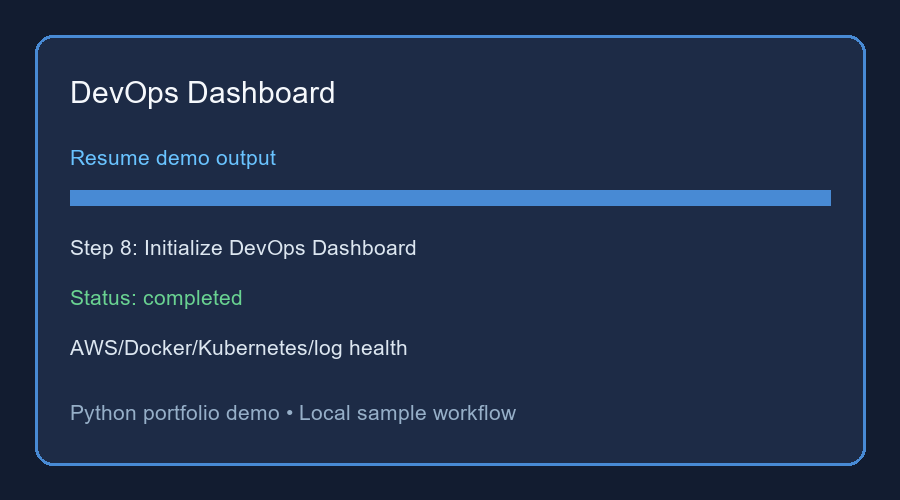 DevOps Dashboard
Resume demo output
Step 8: Initialize DevOps Dashboard
Status: completed
AWS/Docker/Kubernetes/log health
Python portfolio demo • Local sample workflow